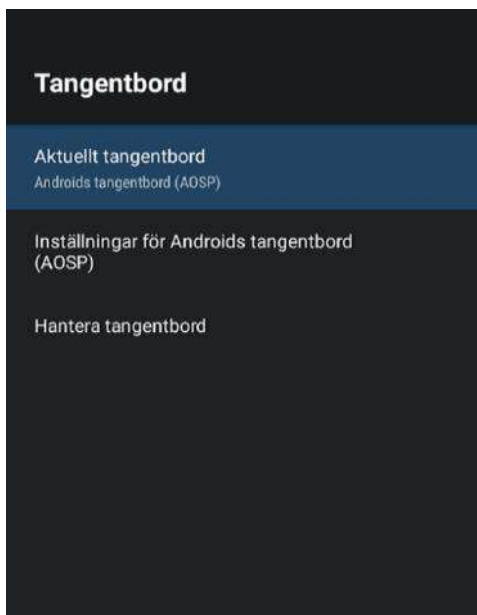 Tangentbord
Aktuellt tangentbord
Androids tangentbord (AOSP)
Inställningar för Androids tangentbord
(AOSP)
Hantera tangentbord